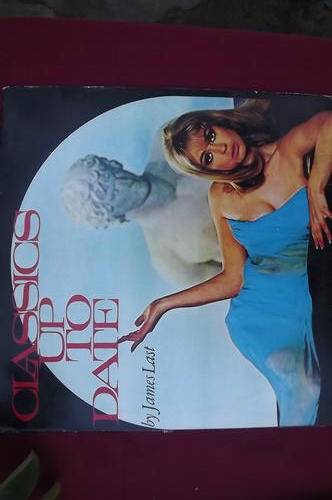 CLASSICS
UP
TO
DATE
by James Last